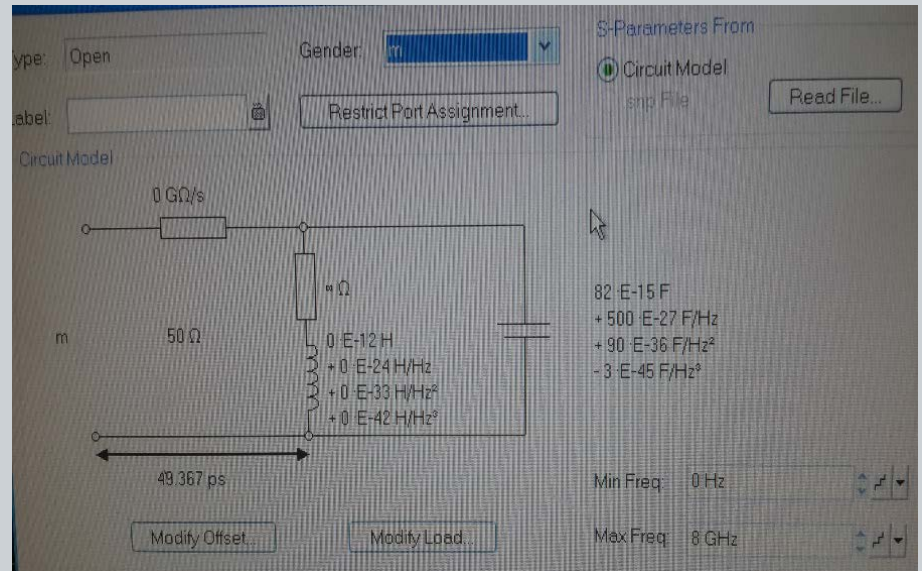 Type: Open
Gender: m
S-Parameters From
Circuit Model
snp File
Read File...
Label:
Restrict Port Assignment...
Circuit Model
0 GΩ/s
∞ Ω
m
50 Ω
0 ·E-12 H
+ 0 ·E-24 H/Hz
+ 0 ·E-33 H/Hz²
+ 0 ·E-42 H/Hz³
82 ·E-15 F
+ 500 ·E-27 F/Hz
+ 90 ·E-36 F/Hz²
- 3 ·E-45 F/Hz³
49.367 ps
Min Freq: 0 Hz
Modify Offset...
Modify Load...
Max Freq 8 GHz